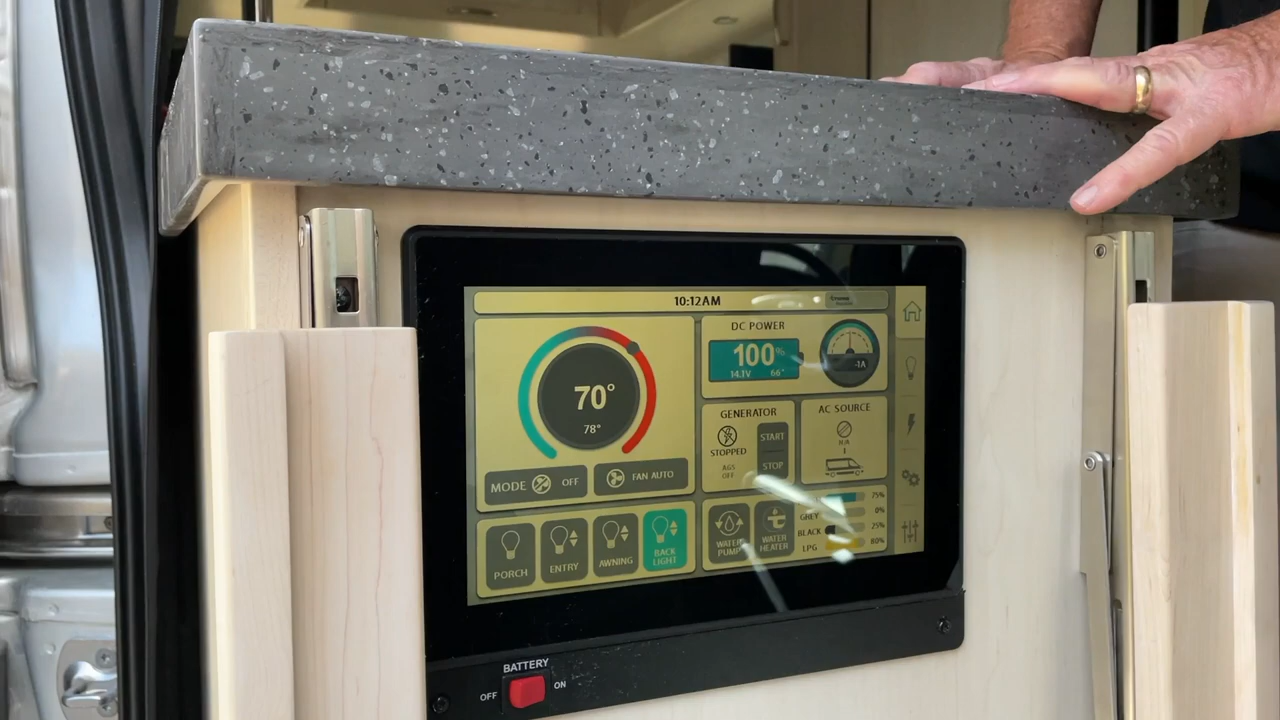 10:12AM
70°
78°
MODE OFF
FAN AUTO
DC POWER
100%
14.1V 66°
-1A
GENERATOR
STOPPED
AGS
OFF
START
STOP
AC SOURCE
N/A
PORCH
ENTRY
AWNING
BACK
LIGHT
WATER
PUMP
WATER
HEATER
75%
GREY 0%
BLACK 25%
LPG 80%
BATTERY
OFF ON